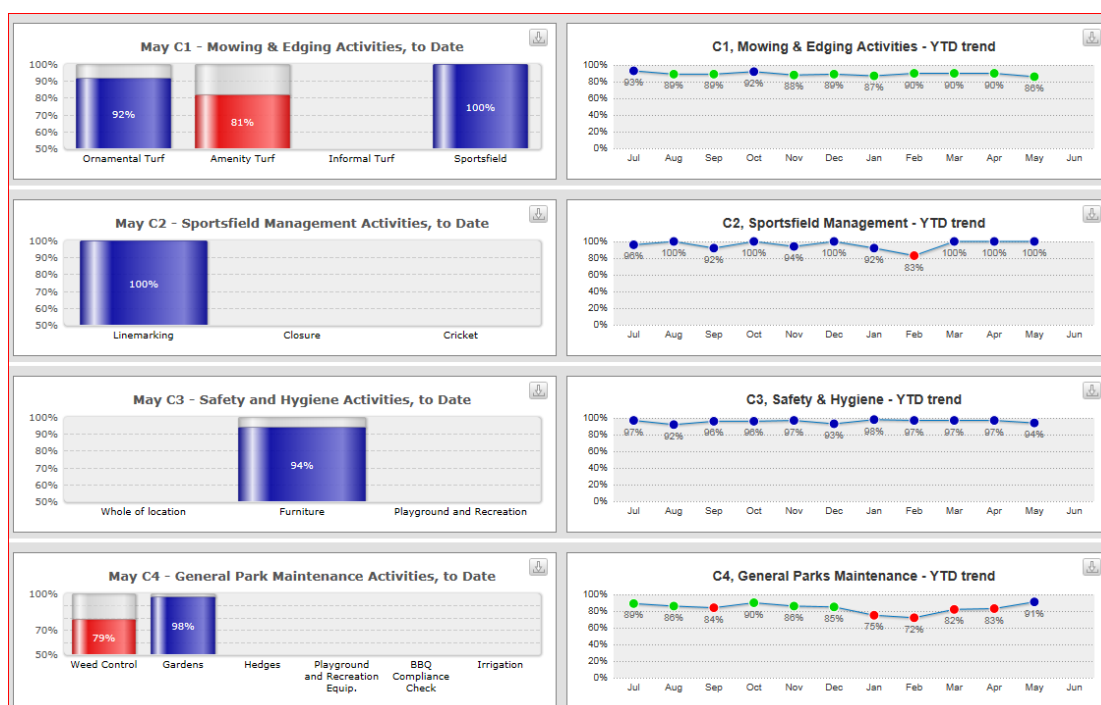 May C1 - Mowing & Edging Activities, to Date
100%
90%
80%
70%
60%
50%
92%
81%
100%
Ornamental Turf
Amenity Turf
Informal Turf
Sportsfield
C1, Mowing & Edging Activities - YTD trend
100%
80%
60%
40%
20%
0%
93% 89% 89% 92% 88% 89% 87% 90% 90% 90% 86%
Jul Aug Sep Oct Nov Dec Jan Feb Mar Apr May Jun
May C2 - Sportsfield Management Activities, to Date
100%
90%
80%
70%
60%
50%
100%
Linemarking
Closure
Cricket
C2, Sportsfield Management - YTD trend
100%
80%
60%
40%
20%
0%
96% 100% 92% 100% 94% 100% 92% 83% 100% 100% 100%
Jul Aug Sep Oct Nov Dec Jan Feb Mar Apr May Jun
May C3 - Safety and Hygiene Activities, to Date
100%
90%
80%
70%
60%
50%
94%
Whole of location
Furniture
Playground and Recreation
C3, Safety & Hygiene - YTD trend
100%
80%
60%
40%
20%
0%
97% 92% 96% 96% 97% 93% 98% 97% 97% 97% 94%
Jul Aug Sep Oct Nov Dec Jan Feb Mar Apr May Jun
May C4 - General Park Maintenance Activities, to Date
100%
70%
50%
79%
98%
Weed Control
Gardens
Hedges
Playground
and Recreation
Equip.
BBQ
Compliance
Check
Irrigation
C4, General Parks Maintenance - YTD trend
100%
80%
60%
40%
20%
0%
89% 86% 84% 90% 86% 85% 75% 72% 82% 83% 91%
Jul Aug Sep Oct Nov Dec Jan Feb Mar Apr May Jun